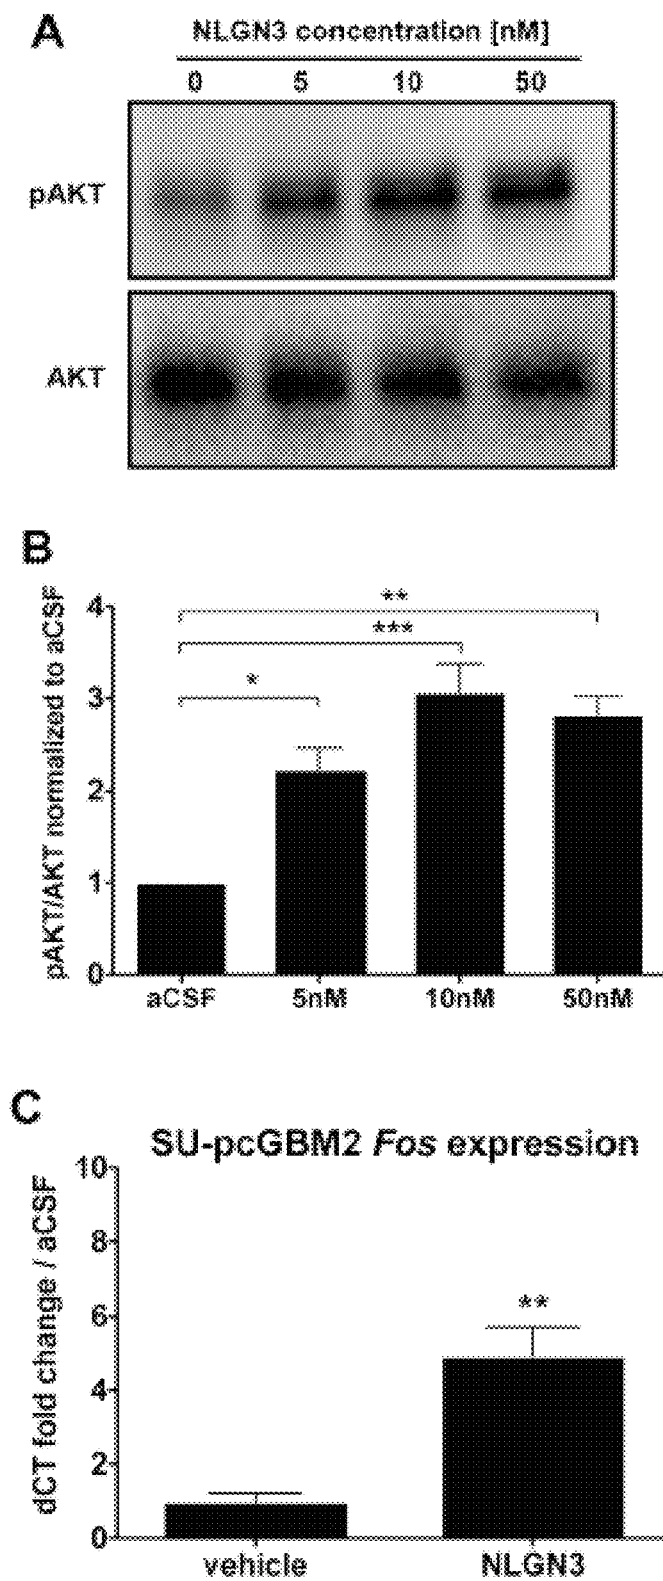 A
NLGN3 concentration [nM]
0 5 10 50
pAKT
AKT
B
pAKT/AKT normalized to aCSF
4
3
2
1
0
**
***
*
aCSF 5nM 10nM 50nM
C
SU-pcGBM2 Fos expression
dCT fold change / aCSF
10
8
6
4
2
0
**
vehicle NLGN3